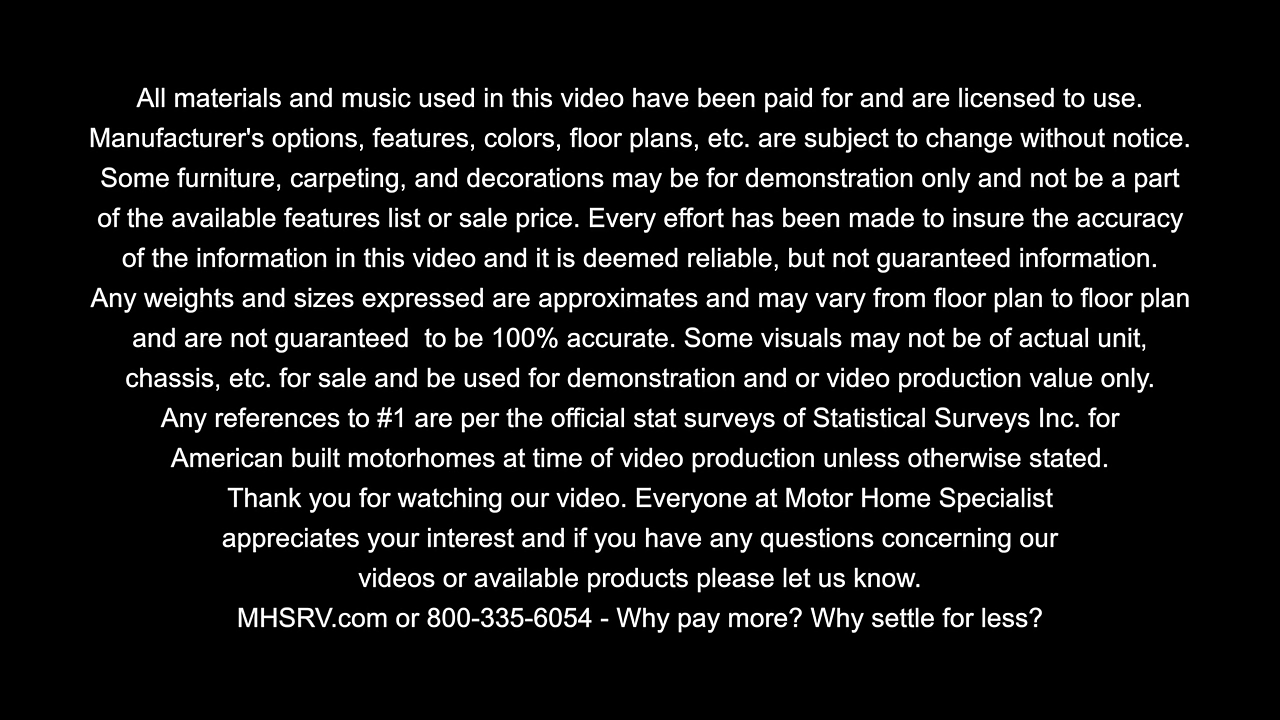 All materials and music used in this video have been paid for and are licensed to use.
Manufacturer's options, features, colors, floor plans, etc. are subject to change without notice.
Some furniture, carpeting, and decorations may be for demonstration only and not be a part
of the available features list or sale price. Every effort has been made to insure the accuracy
of the information in this video and it is deemed reliable, but not guaranteed information.
Any weights and sizes expressed are approximates and may vary from floor plan to floor plan
and are not guaranteed  to be 100% accurate. Some visuals may not be of actual unit,
chassis, etc. for sale and be used for demonstration and or video production value only.
Any references to #1 are per the official stat surveys of Statistical Surveys Inc. for
American built motorhomes at time of video production unless otherwise stated.
Thank you for watching our video. Everyone at Motor Home Specialist
appreciates your interest and if you have any questions concerning our
videos or available products please let us know.
MHSRV.com or 800-335-6054 - Why pay more? Why settle for less?